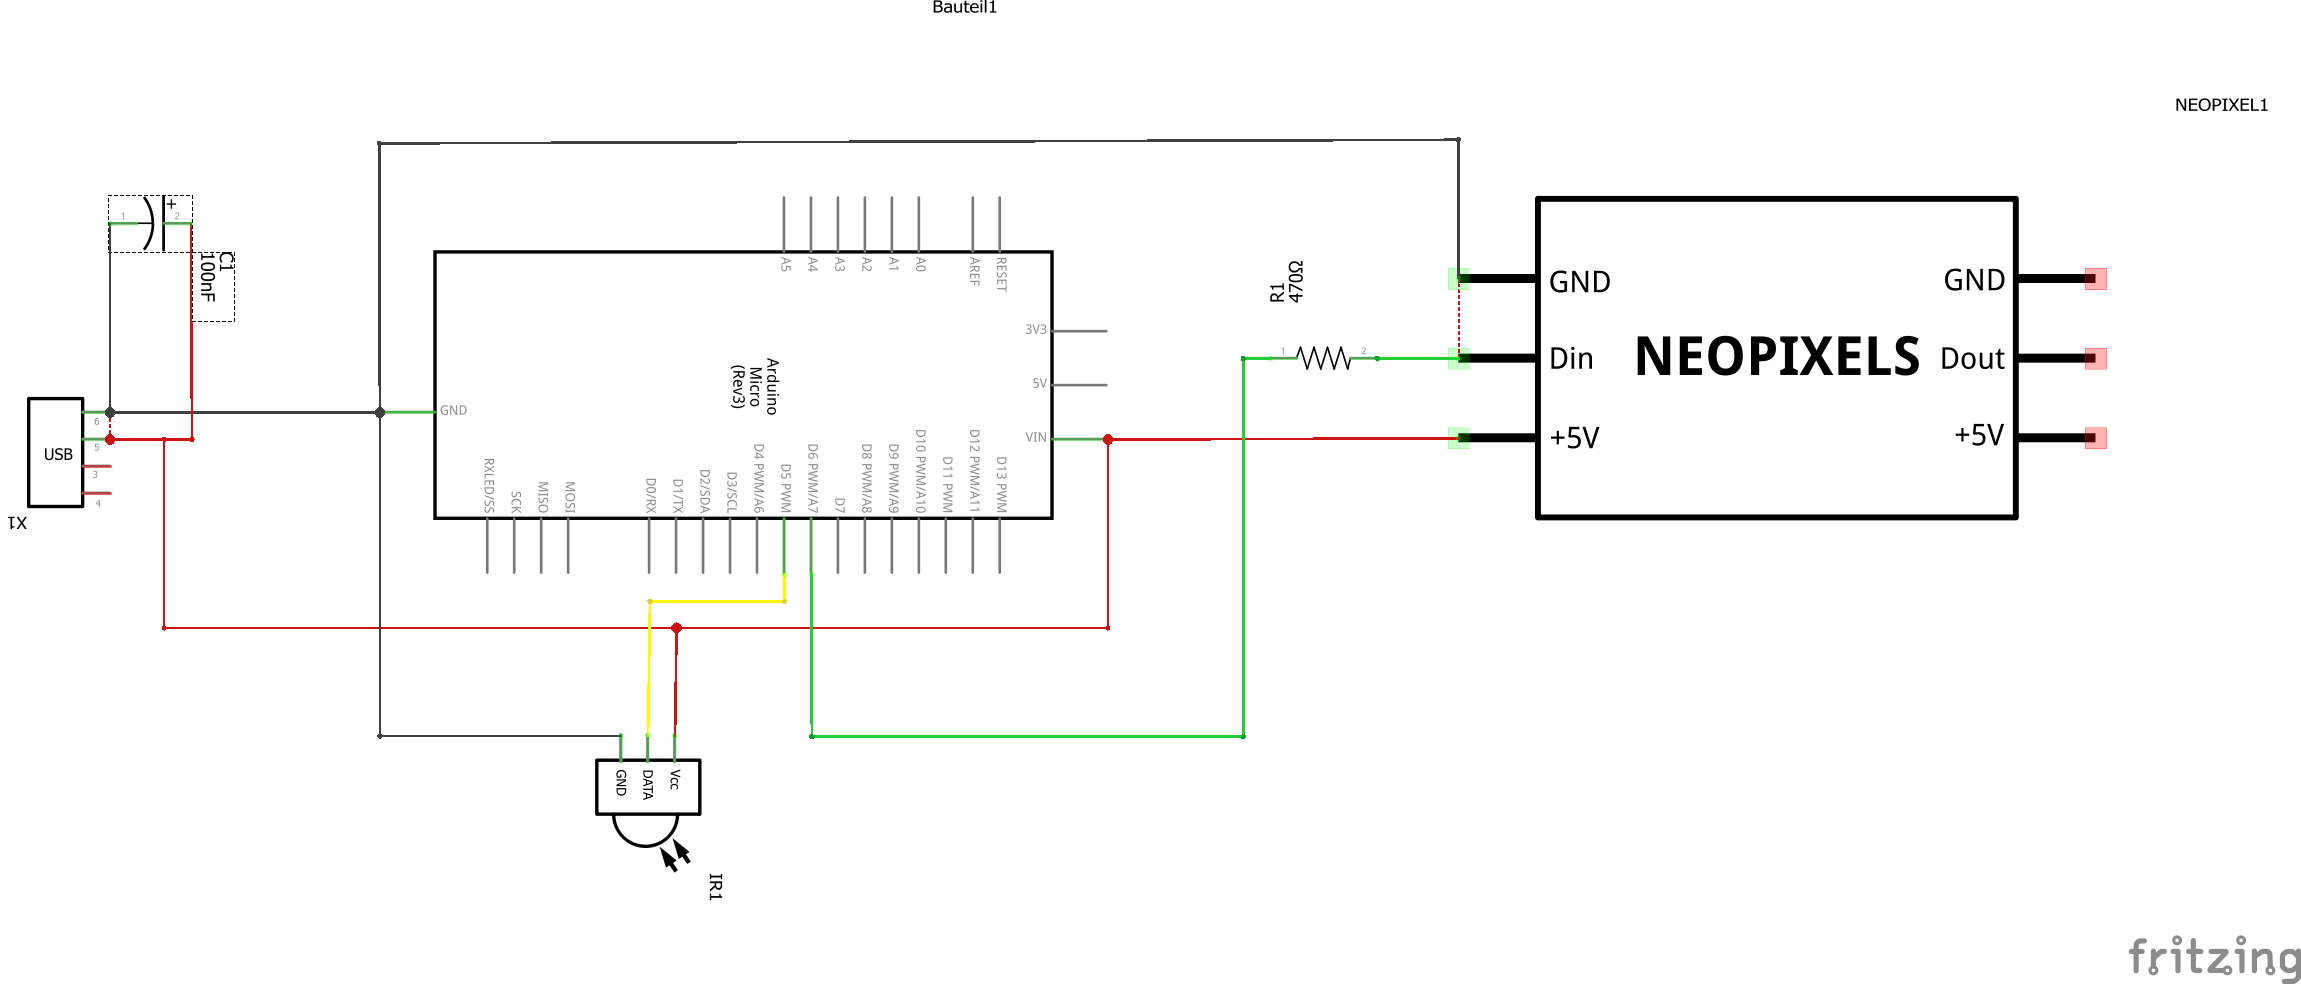 Bauteil1
NEOPIXEL1
1
+
2
C1
100nF
A5
A4
A3
A2
A1
A0
AREF
RESET
R1
470Ω
GND
GND
3V3
1
2
Din
NEOPIXELS
Dout
Arduino
Micro
(Rev3)
5V
GND
VIN
+5V
+5V
6
5
USB
3
4
X1
RXLED/SS
SCK
MISO
MOSI
D0/RX
D1/TX
D2/SDA
D3/SCL
D4 PWM/A6
D5 PWM
D6 PWM/A7
D7
D8 PWM/A8
D9 PWM/A9
D10 PWM/A10
D11 PWM
D12 PWM/A11
D13 PWM
GND
DATA
Vcc
IR1
fritzing